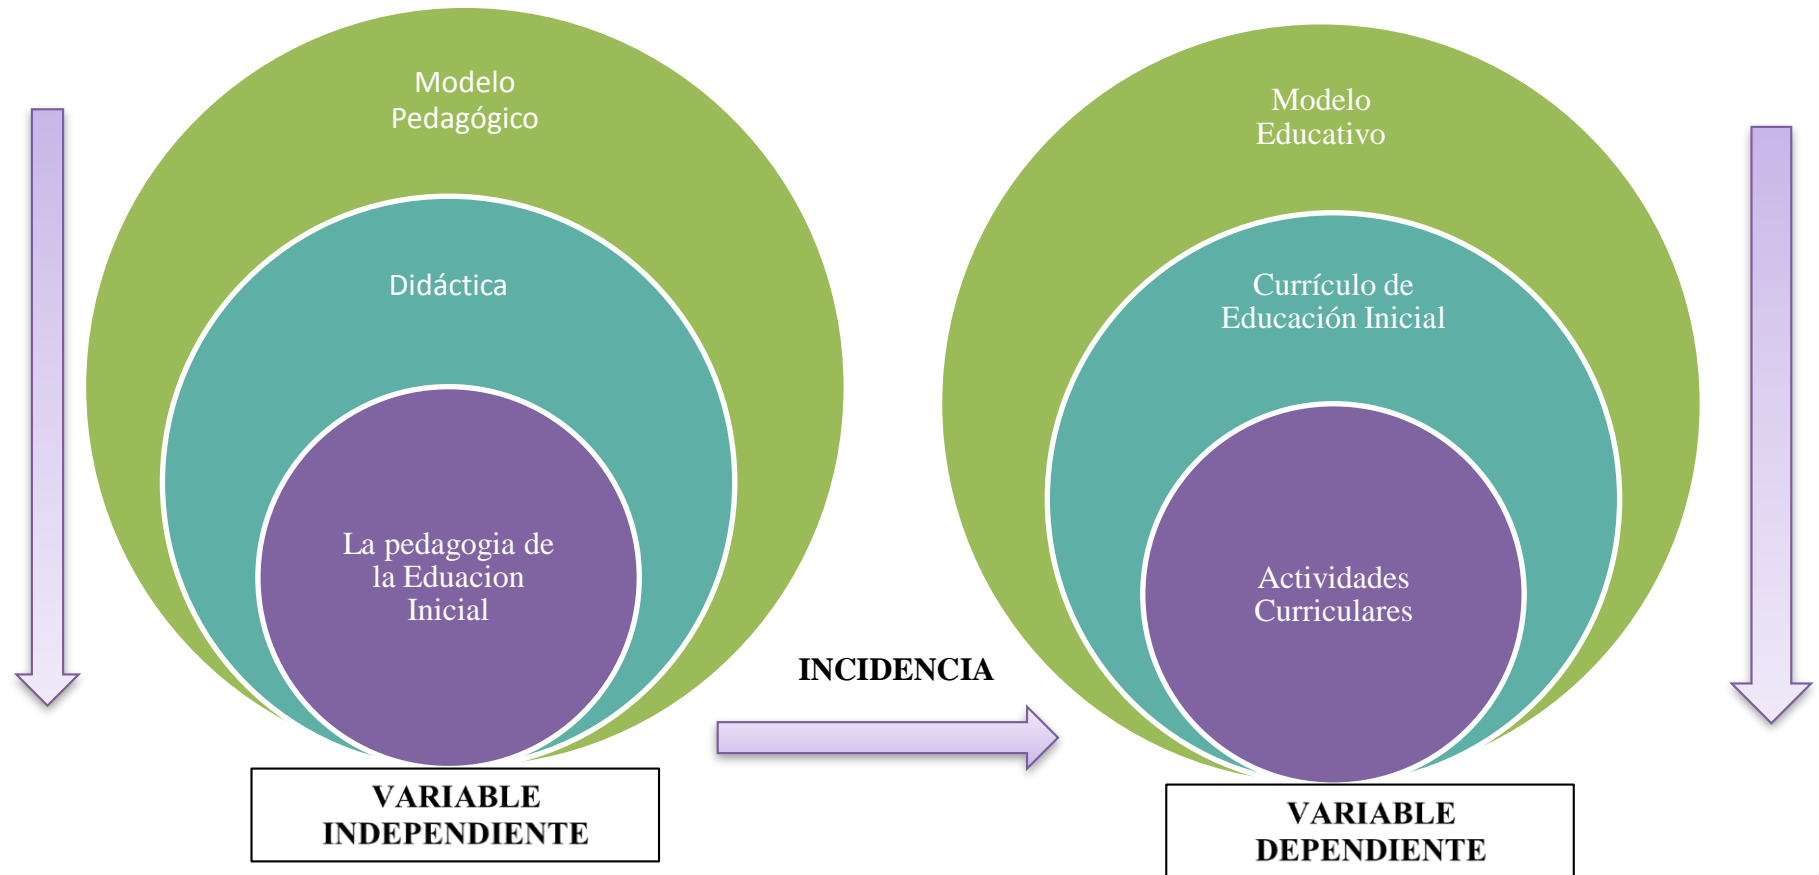 Modelo
Pedagógico
Didáctica
La pedagogia de
la Eduacion
Inicial
VARIABLE
INDEPENDIENTE
INCIDENCIA
Modelo
Educativo
Currículo de
Educación Inicial
Actividades
Curriculares
VARIABLE
DEPENDIENTE